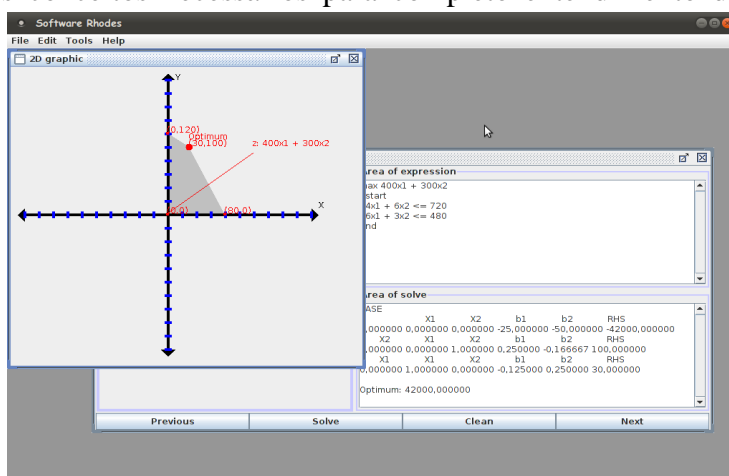 Software Rhodes
File Edit Tools Help
2D graphic
Y
(0,120)
Optimum
(30,100)
z: 400x1 + 300x2
X
(0,0)
(80,0)
Area of expression
max 400x1 + 300x2
start
4x1 + 6x2 <= 720
6x1 + 3x2 <= 480
end
Area of solve
BASE
X1 X2 b1 b2 RHS
0,000000 0,000000 0,000000 -25,000000 -50,000000 -42000,000000
X2 X1 X2 b1 b2 RHS
0,000000 0,000000 1,000000 0,250000 -0,166667 100,000000
X1 X1 X2 b1 b2 RHS
0,000000 1,000000 0,000000 -0,125000 0,250000 30,000000
Optimum: 42000,000000
Previous Solve Clean Next